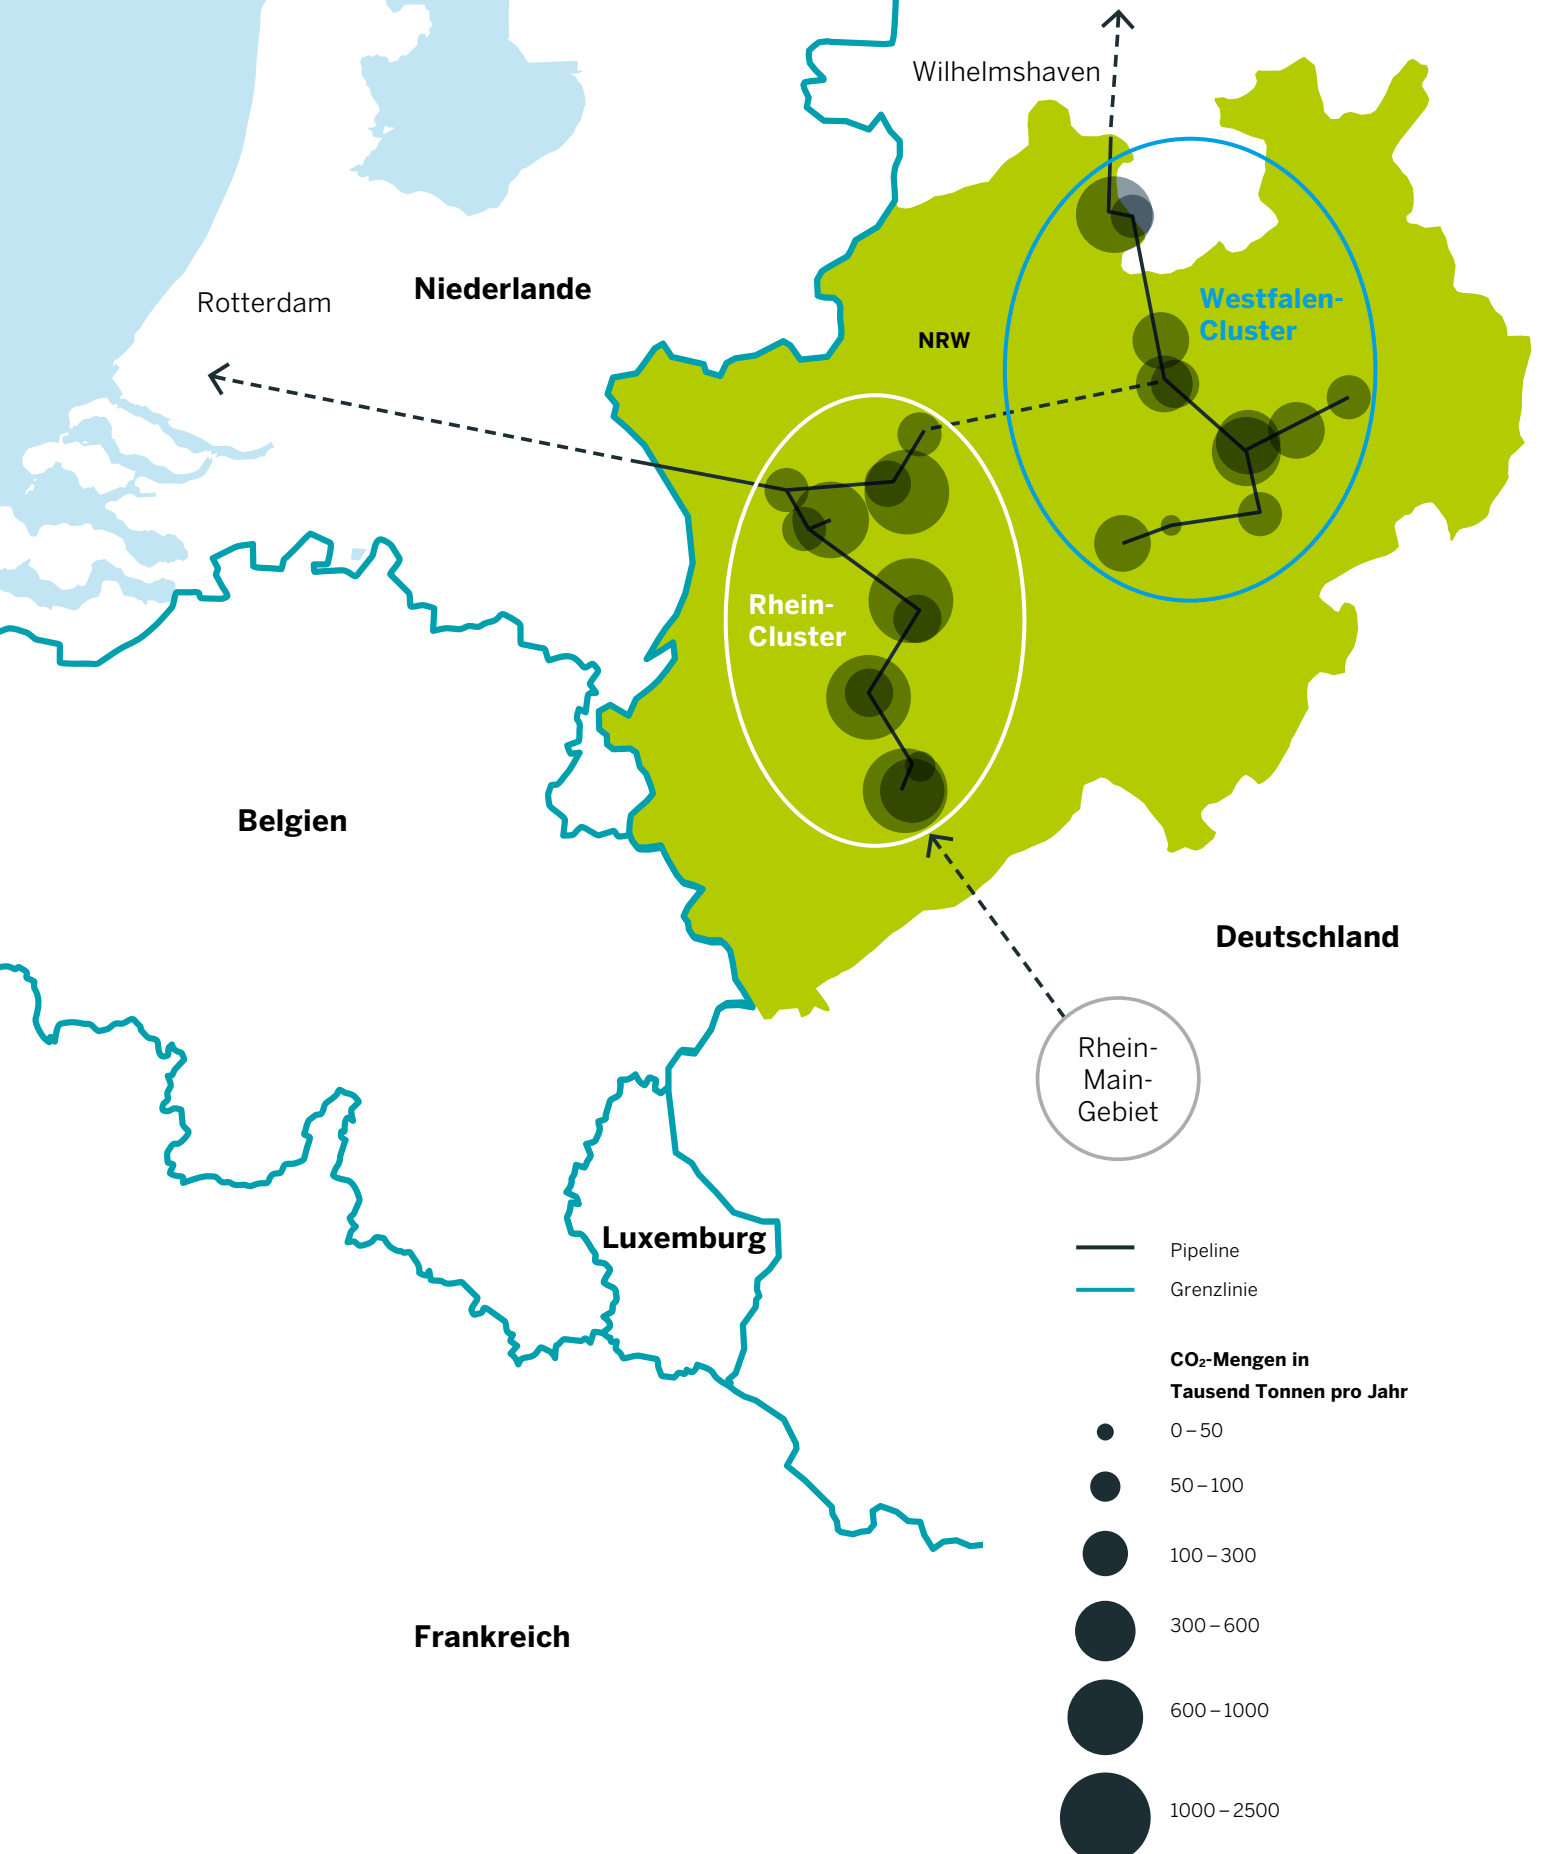 Wilhelmshaven
Rotterdam
Niederlande
Westfalen-
Cluster
NRW
Rhein-
Cluster
Belgien
Deutschland
Rhein-
Main-
Gebiet
Luxemburg
Pipeline
Grenzlinie
CO₂-Mengen in
Tausend Tonnen pro Jahr
0 – 50
50 – 100
100 – 300
300 – 600
Frankreich
600 – 1000
1000 – 2500